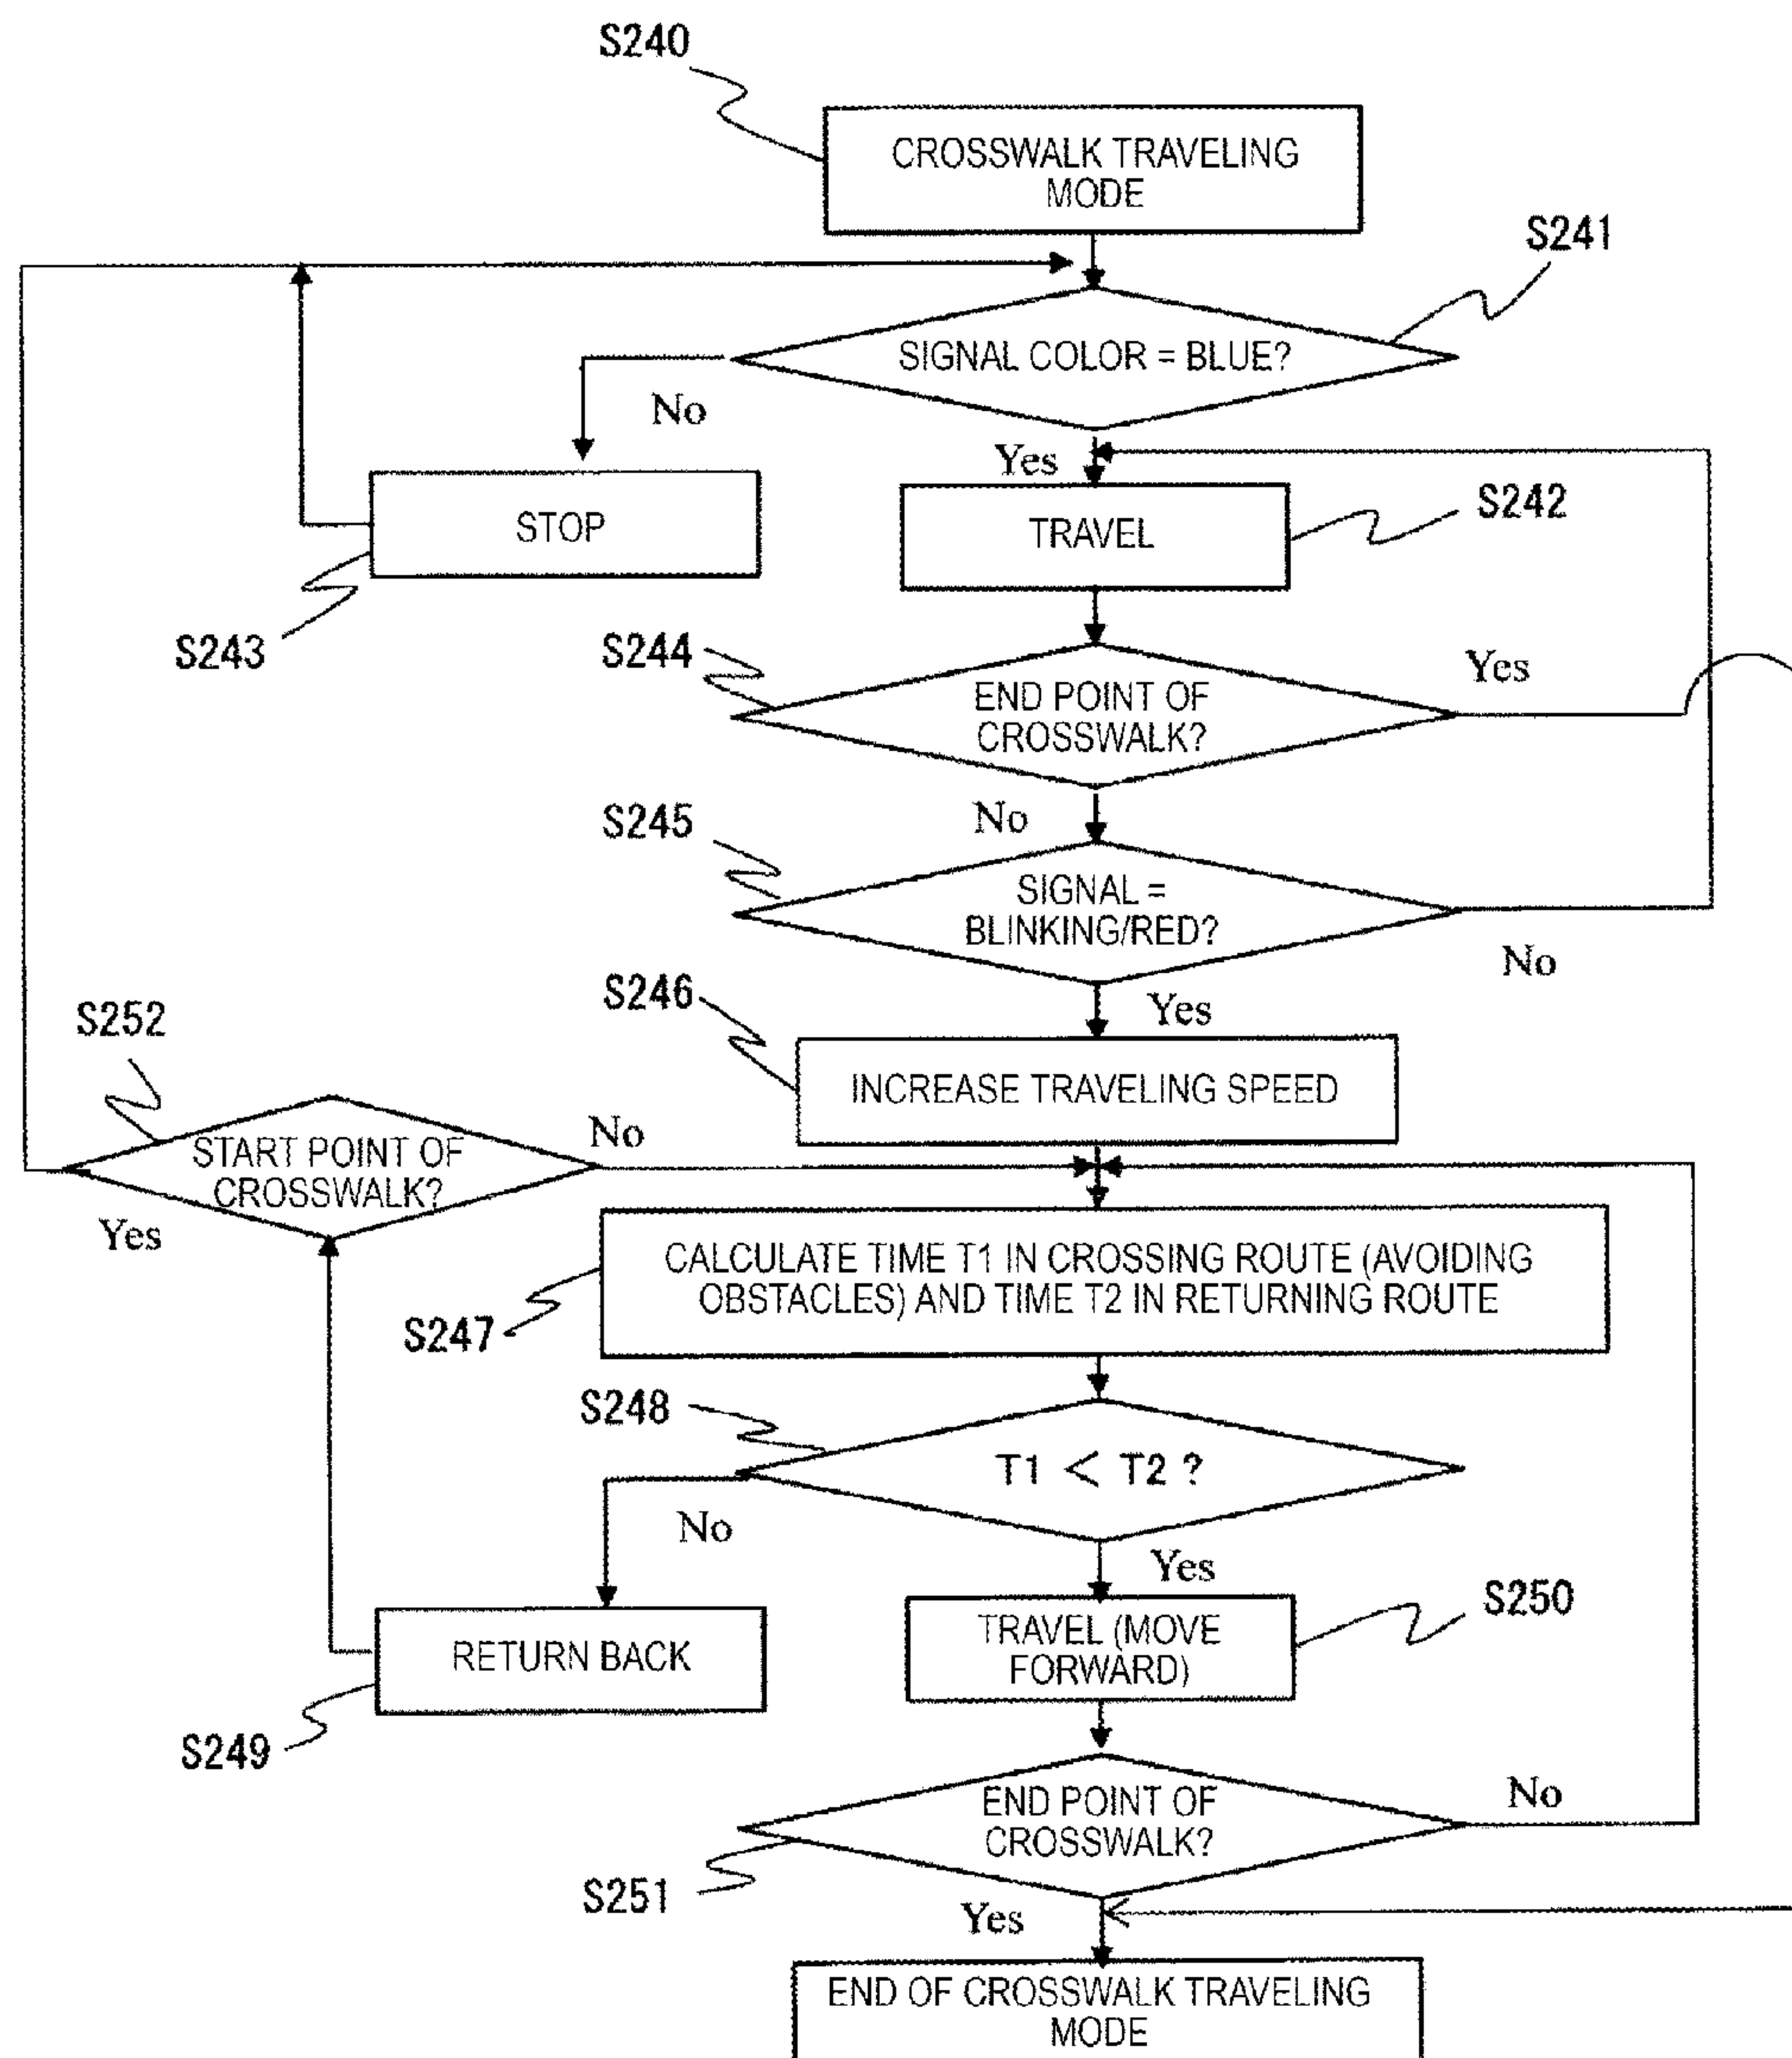 S240
CROSSWALK TRAVELING
MODE
S241
SIGNAL COLOR = BLUE?
No
Yes
STOP
S243
TRAVEL
S242
S244
END POINT OF
CROSSWALK?
Yes
No
S245
SIGNAL =
BLINKING/RED?
No
Yes
S246
INCREASE TRAVELING SPEED
S252
START POINT OF
CROSSWALK?
No
Yes
CALCULATE TIME T1 IN CROSSING ROUTE (AVOIDING
OBSTACLES) AND TIME T2 IN RETURNING ROUTE
S247
S248
T1 < T2 ?
No
Yes
RETURN BACK
S249
TRAVEL (MOVE
FORWARD)
S250
END POINT OF
CROSSWALK?
No
S251
Yes
END OF CROSSWALK TRAVELING
MODE